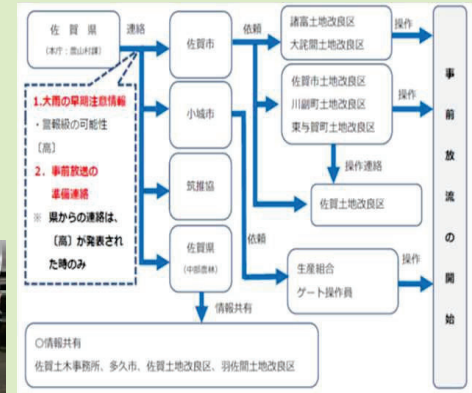 佐賀県
(本庁：農山村課)
連絡
佐賀市
依頼
諸富土地改良区
大詫間土地改良区
操作
1.大雨の早期注意情報
・警報級の可能性
〔高〕
2．事前放送の
準備連絡
※ 県からの連絡は、
〔高〕が発表され
た時のみ
小城市
佐賀市土地改良区
川副町土地改良区
東与賀町土地改良区
操作
操作連絡
筑推協
佐賀土地改良区
佐賀県
(中部農林)
依頼
生産組合
ゲート操作員
操作
情報共有
○情報共有
佐賀土木事務所、多久市、佐賀土地改良区、羽佐間土地改良区
事前放流の開始